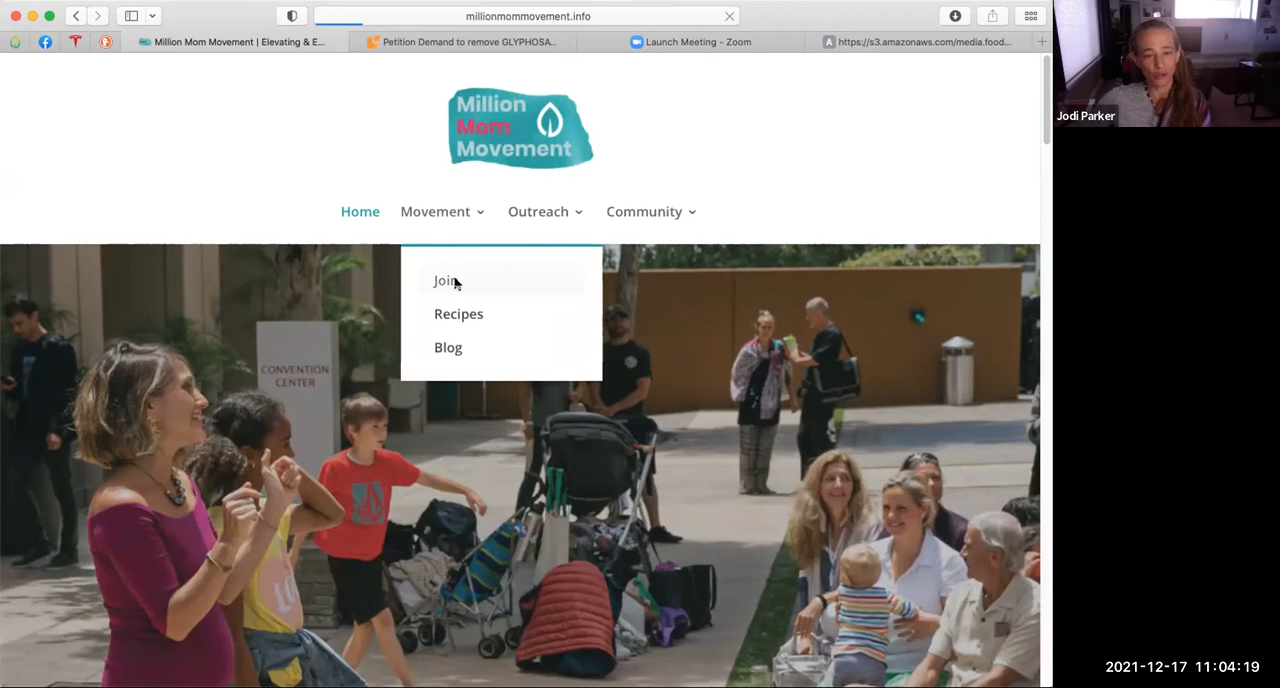 millionmommovement.info
Million Mom Movement | Elevating & E...
Petition Demand to remove GLYPHOSA...
Launch Meeting - Zoom
https://s3.amazonaws.com/media.food...
Million
Mom
Movement
Jodi Parker
Home
Movement
Outreach
Community
Join
Recipes
Blog
CONVENTION
CENTER
2021-12-17 11:04:19